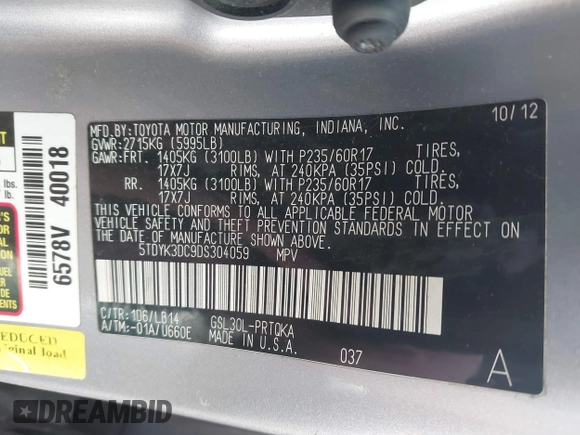 10/12
MFD.BY:TOYOTA MOTOR MANUFACTURING, INDIANA, INC.
GVWR:2715KG (5995LB)
GAWR:FRT. 1405KG (3100LB) WITH P235/60R17 TIRES,
17X7J RIMS, AT 240KPA (35PSI) COLD.
RR. 1405KG (3100LB) WITH P235/60R17 TIRES,
17X7J RIMS, AT 240KPA (35PSI) COLD.
THIS VEHICLE CONFORMS TO ALL APPLICABLE FEDERAL MOTOR
VEHICLE SAFETY AND THEFT PREVENTION STANDARDS IN EFFECT ON
THE DATE OF MANUFACTURE SHOWN ABOVE.
5TDYK3DC9DS304059 MPV
C/TR:1D6/LB14 GSL30L-PRTQKA
A/TM:-01A/U660E MADE IN U.S.A.
037
A
6578V 40018
lbs.
REDUCED
original load
DREAMBID